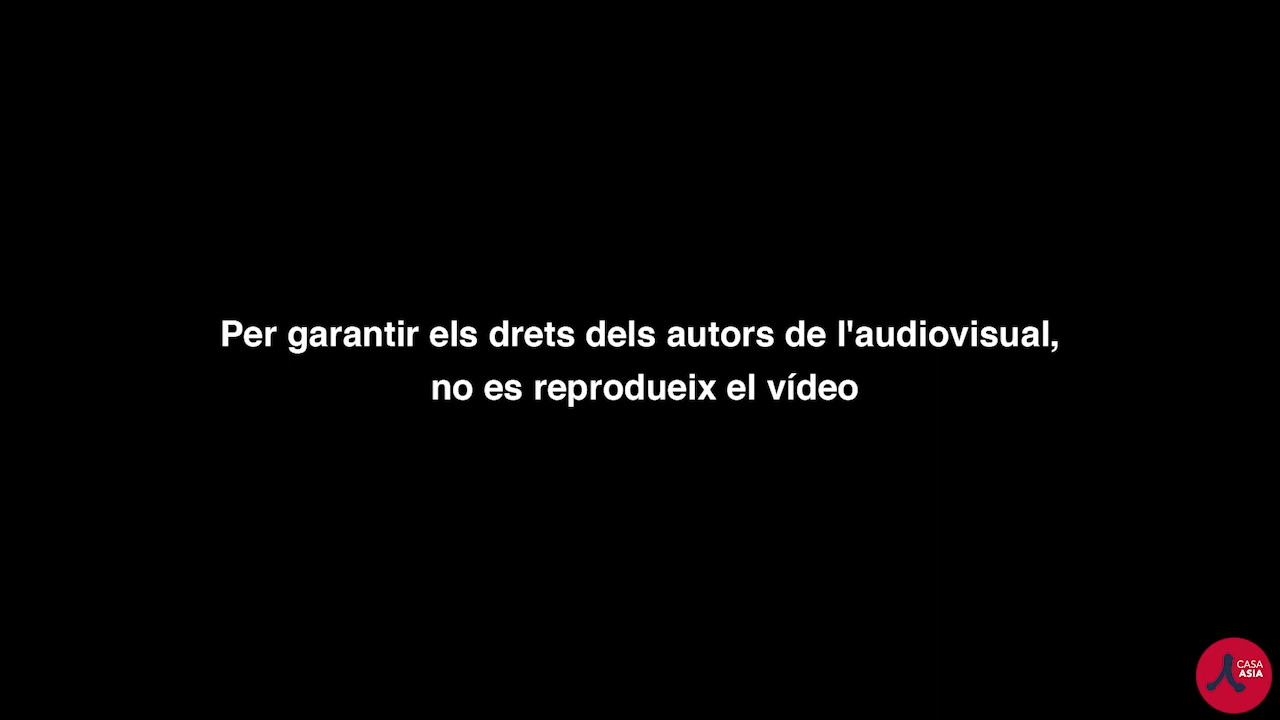 Per garantir els drets dels autors de l'audiovisual,
no es reprodueix el vídeo
CASA
ASIA